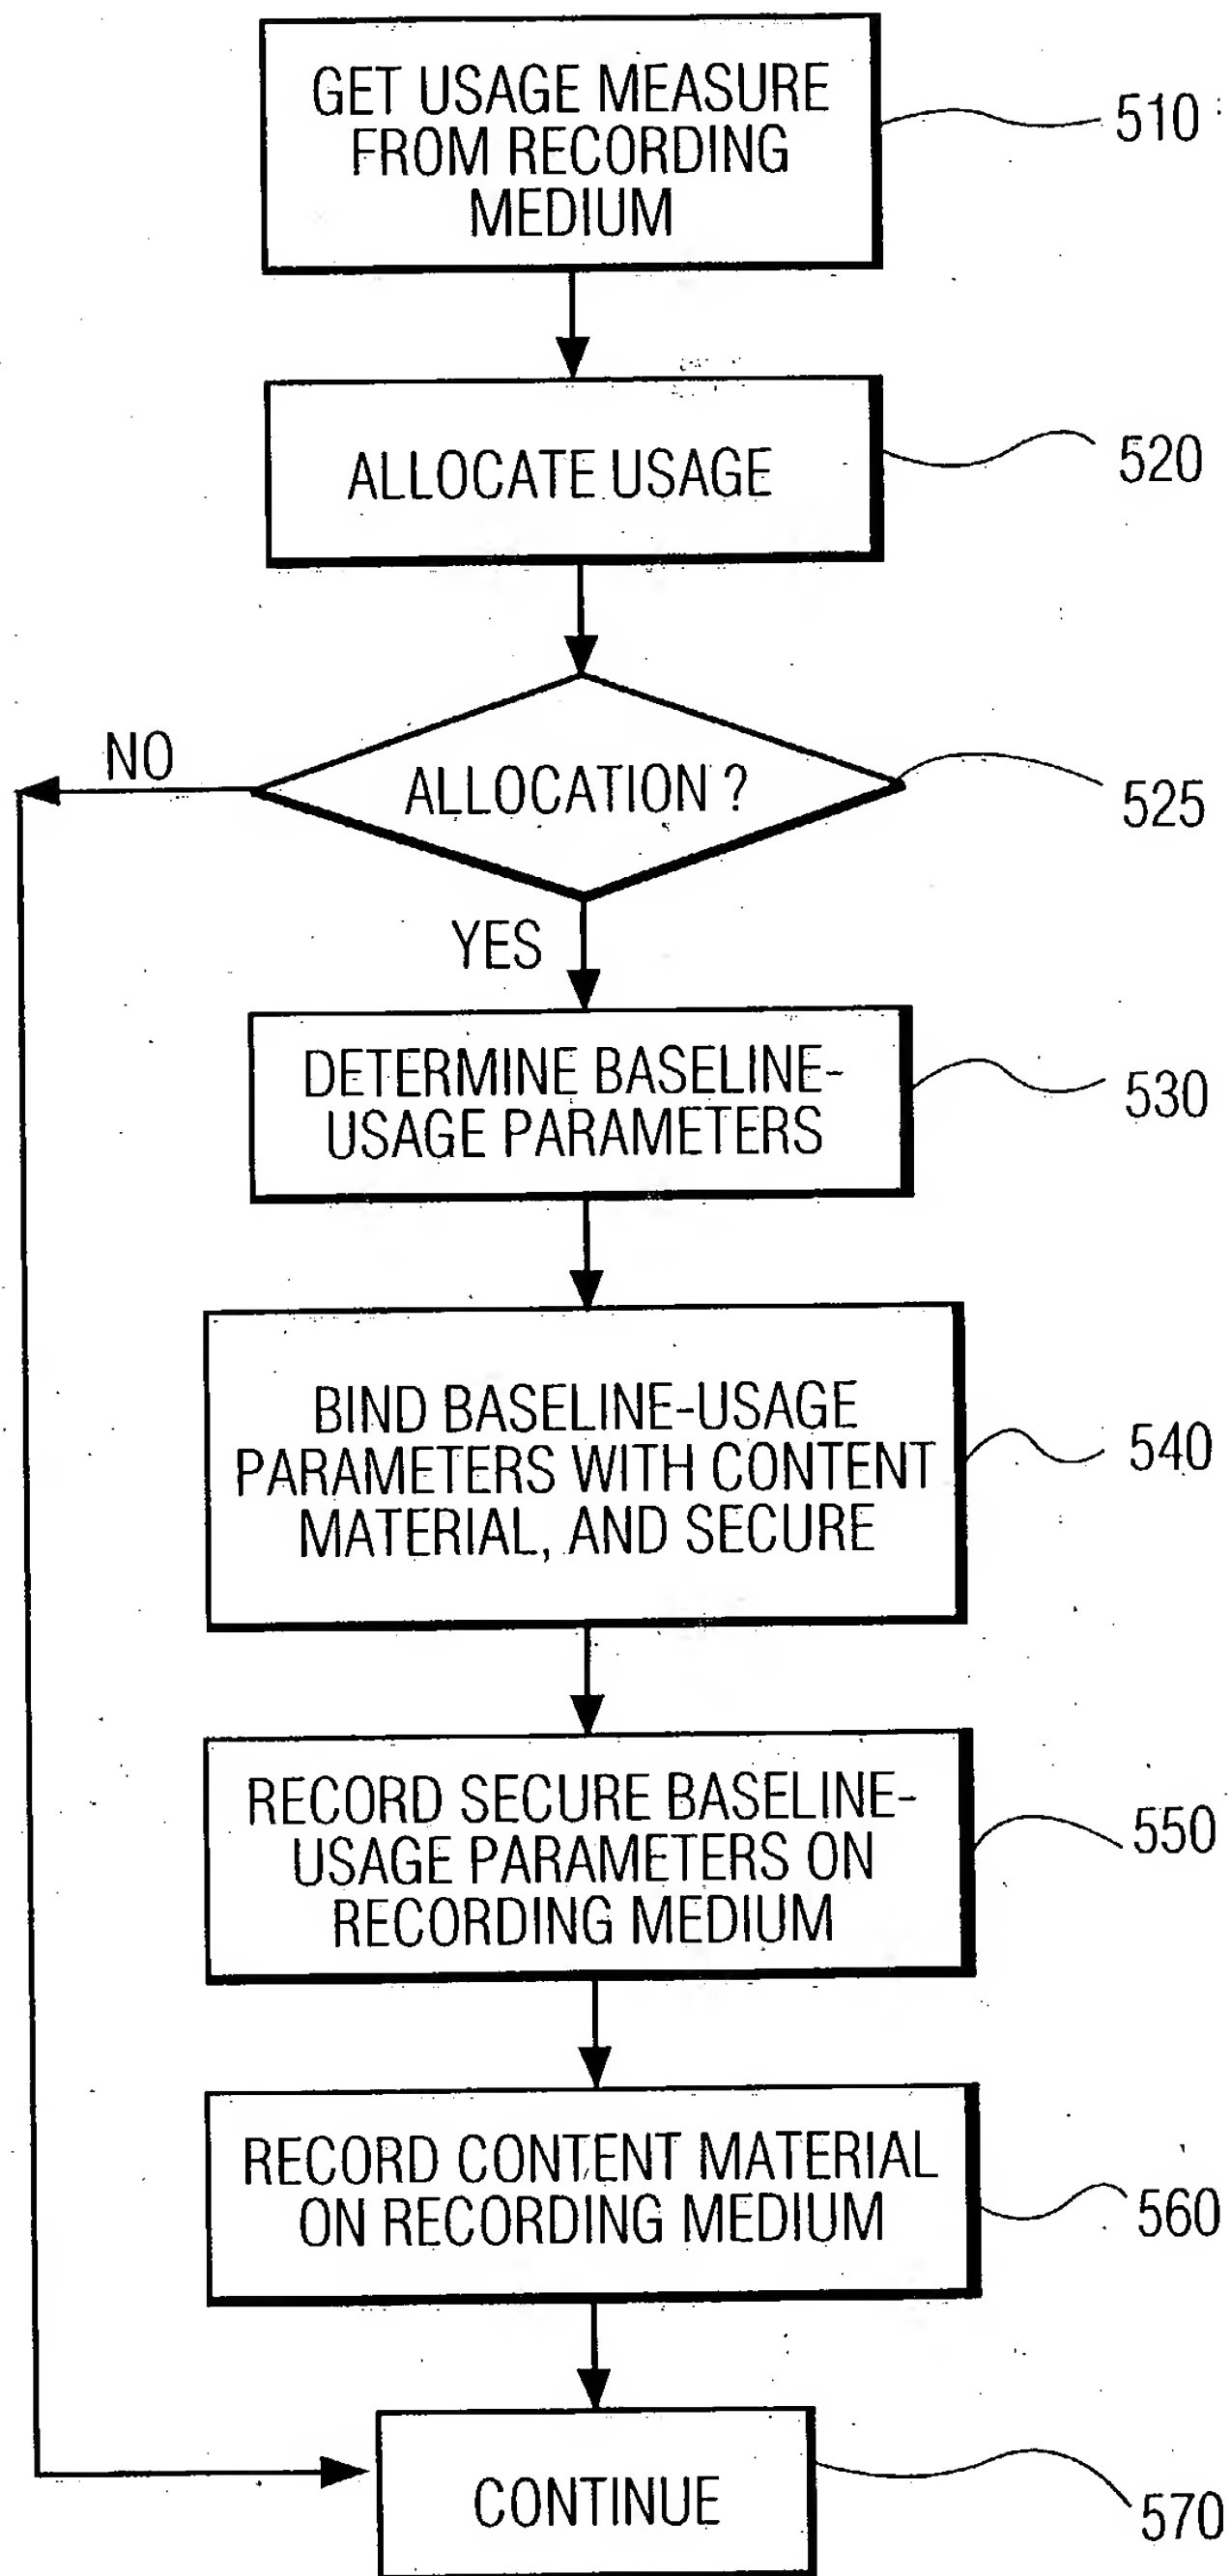 GET USAGE MEASURE
FROM RECORDING
MEDIUM
510
ALLOCATE USAGE
520
NO
ALLOCATION ?
525
YES
DETERMINE BASELINE-
USAGE PARAMETERS
530
BIND BASELINE-USAGE
PARAMETERS WITH CONTENT
MATERIAL, AND SECURE
540
RECORD SECURE BASELINE-
USAGE PARAMETERS ON
RECORDING MEDIUM
550
RECORD CONTENT MATERIAL
ON RECORDING MEDIUM
560
CONTINUE
570